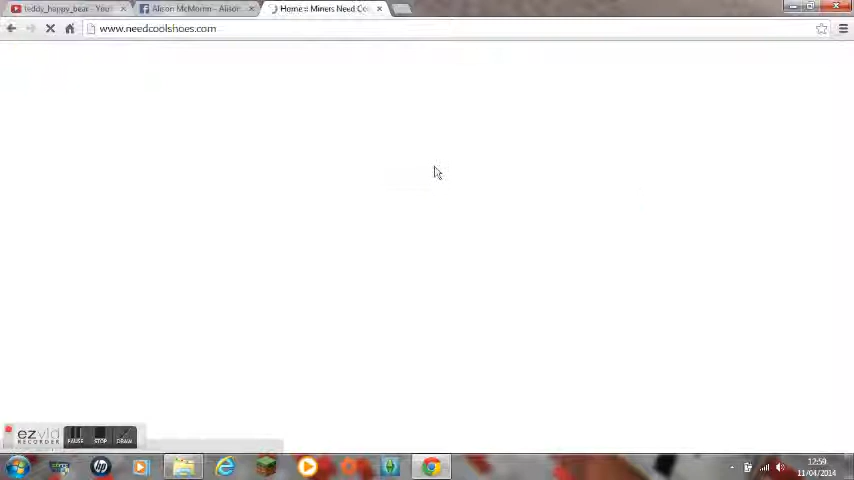 teddy_happy_bear - You
Alison McMorrin - Alison
Home :: Miners Need Co
www.needcoolshoes.com
ezvid
RECORDER
PAUSE
STOP
DRAW
12:59
11/04/2014